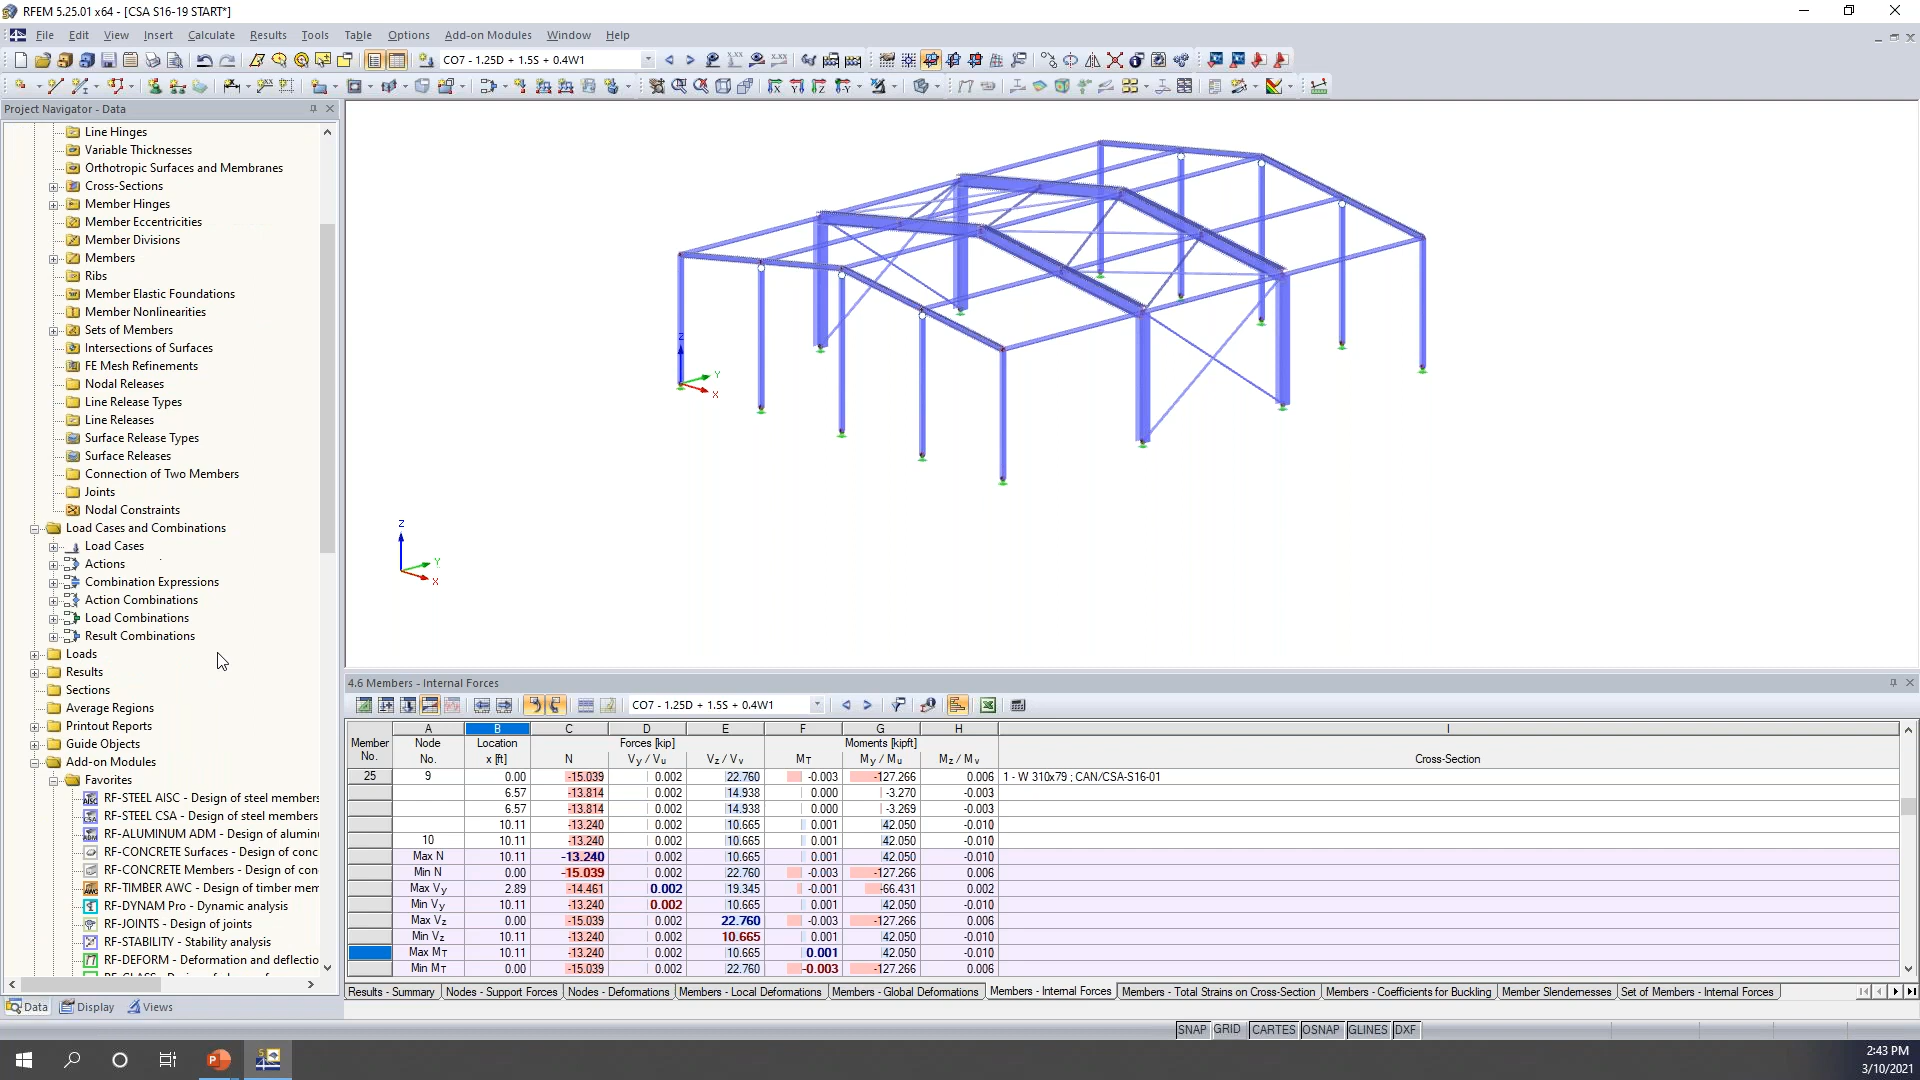 RFEM 5.25.01 x64 - [CSA S16-19 START*]
File Edit View Insert Calculate Results Tools Table Options Add-on Modules Window Help
CO7 - 1.25D + 1.5S + 0.4W1
Project Navigator - Data
Line Hinges
Variable Thicknesses
Orthotropic Surfaces and Membranes
Cross-Sections
Member Hinges
Member Eccentricities
Member Divisions
Members
Ribs
Member Elastic Foundations
Member Nonlinearities
Sets of Members
Intersections of Surfaces
FE Mesh Refinements
Nodal Releases
Line Release Types
Line Releases
Surface Release Types
Surface Releases
Connection of Two Members
Joints
Nodal Constraints
Load Cases and Combinations
Load Cases
Actions
Combination Expressions
Action Combinations
Load Combinations
Result Combinations
Loads
Results
Sections
Average Regions
Printout Reports
Guide Objects
Add-on Modules
Favorites
RF-STEEL AISC - Design of steel members
RF-STEEL CSA - Design of steel members
RF-ALUMINUM ADM - Design of alumin
RF-CONCRETE Surfaces - Design of conc
RF-CONCRETE Members - Design of con
RF-TIMBER AWC - Design of timber mem
RF-DYNAM Pro - Dynamic analysis
RF-JOINTS - Design of joints
RF-STABILITY - Stability analysis
RF-DEFORM - Deformation and deflectio
Data Display Views
Z
Y
X
Z
Y
X
4.6 Members - Internal Forces
CO7 - 1.25D + 1.5S + 0.4W1
A B C D E F G H I
Member Node Location Forces [kip] Moments [kipft]
No. No. x [ft] N Vy / Vu Vz / Vv MT My / Mu Mz / Mv Cross-Section
25 9 0.00 -15.039 0.002 22.760 -0.003 -127.266 0.006 1 - W 310x79 ; CAN/CSA-S16-01
6.57 -13.814 0.002 14.938 0.000 -3.270 -0.003
6.57 -13.814 0.002 14.938 0.000 -3.269 -0.003
10.11 -13.240 0.002 10.665 0.001 42.050 -0.010
10 10.11 -13.240 0.002 10.665 0.001 42.050 -0.010
Max N 10.11 -13.240 0.002 10.665 0.001 42.050 -0.010
Min N 0.00 -15.039 0.002 22.760 -0.003 -127.266 0.006
Max Vy 2.89 -14.461 0.002 19.345 -0.001 -66.431 0.002
Min Vy 10.11 -13.240 0.002 10.665 0.001 42.050 -0.010
Max Vz 0.00 -15.039 0.002 22.760 -0.003 -127.266 0.006
Min Vz 10.11 -13.240 0.002 10.665 0.001 42.050 -0.010
Max MT 10.11 -13.240 0.002 10.665 0.001 42.050 -0.010
Min MT 0.00 -15.039 0.002 22.760 -0.003 -127.266 0.006
Results - Summary Nodes - Support Forces Nodes - Deformations Members - Local Deformations Members - Global Deformations Members - Internal Forces Members - Total Strains on Cross-Section Members - Coefficients for Buckling Member Slendernesses Set of Members - Internal Forces
SNAP GRID CARTES OSNAP GLINES DXF
2:43 PM
3/10/2021